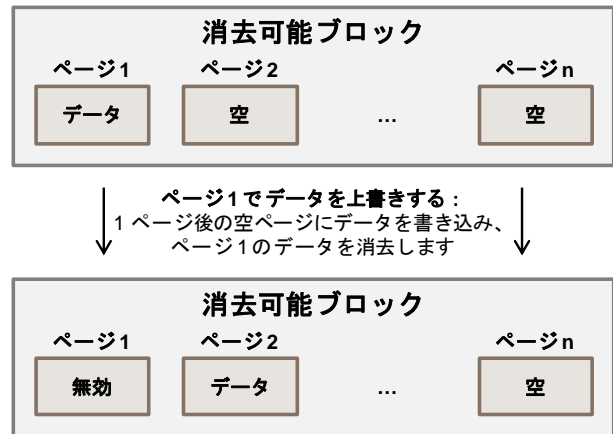 消去可能ブロック
ページ1 ページ2 ページn
データ 空 … 空
ページ1でデータを上書きする：
1 ページ後の空ページにデータを書き込み、
ページ1のデータを消去します
消去可能ブロック
ページ1 ページ2 ページn
無効 データ … 空